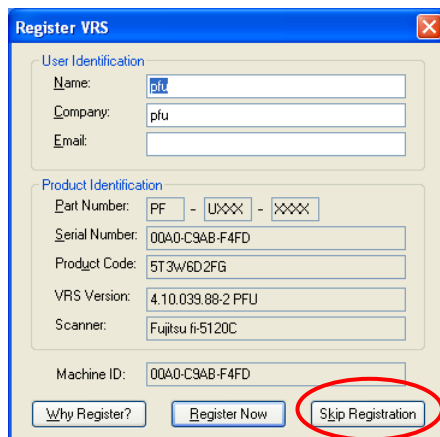 Register VRS
User Identification
Name: pfu
Company: pfu
Email:
Product Identification
Part Number: PF - UXXX - XXXX
Serial Number: 00A0-C9AB-F4FD
Product Code: 5T3W6D2FG
VRS Version: 4.10.039.88-2 PFU
Scanner: Fujitsu fi-5120C
Machine ID: 00A0-C9AB-F4FD
Why Register? Register Now Skip Registration